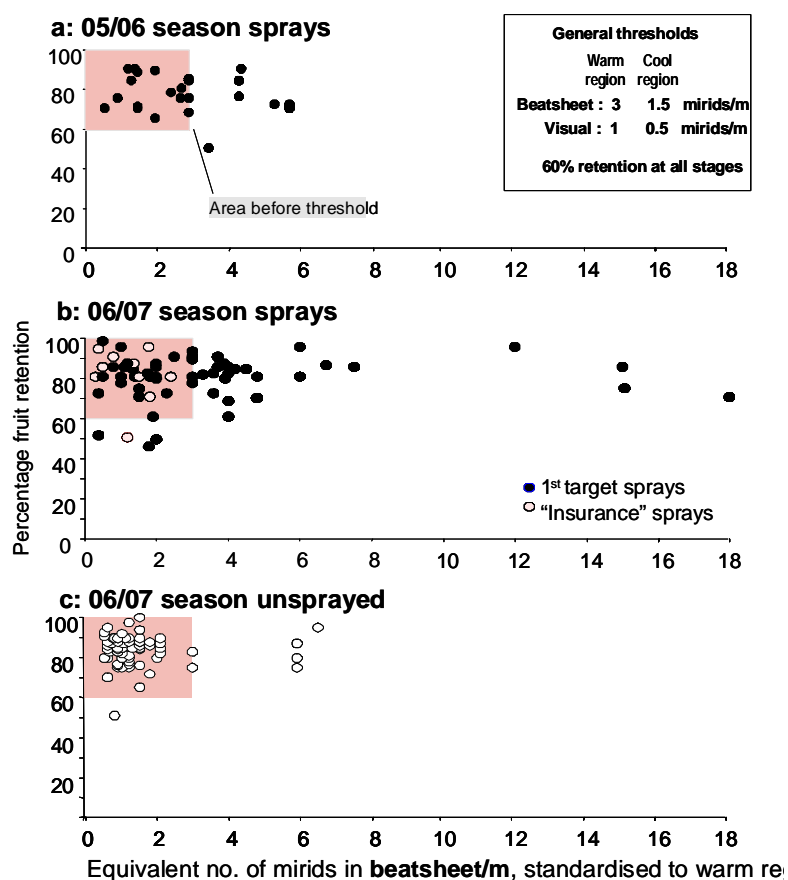 a: 05/06 season sprays
General thresholds
Warm region Cool region
Beatsheet : 3 1.5 mirids/m
Visual : 1 0.5 mirids/m
60% retention at all stages
100
80
60
40
20
0
Area before threshold
0 2 4 6 8 10 12 14 16 18
b: 06/07 season sprays
Percentage fruit retention
100
80
60
40
20
0
1st target sprays
“Insurance” sprays
0 2 4 6 8 10 12 14 16 18
c: 06/07 season unsprayed
100
80
60
40
20
0
0 2 4 6 8 10 12 14 16 18
Equivalent no. of mirids in beatsheet/m, standardised to warm